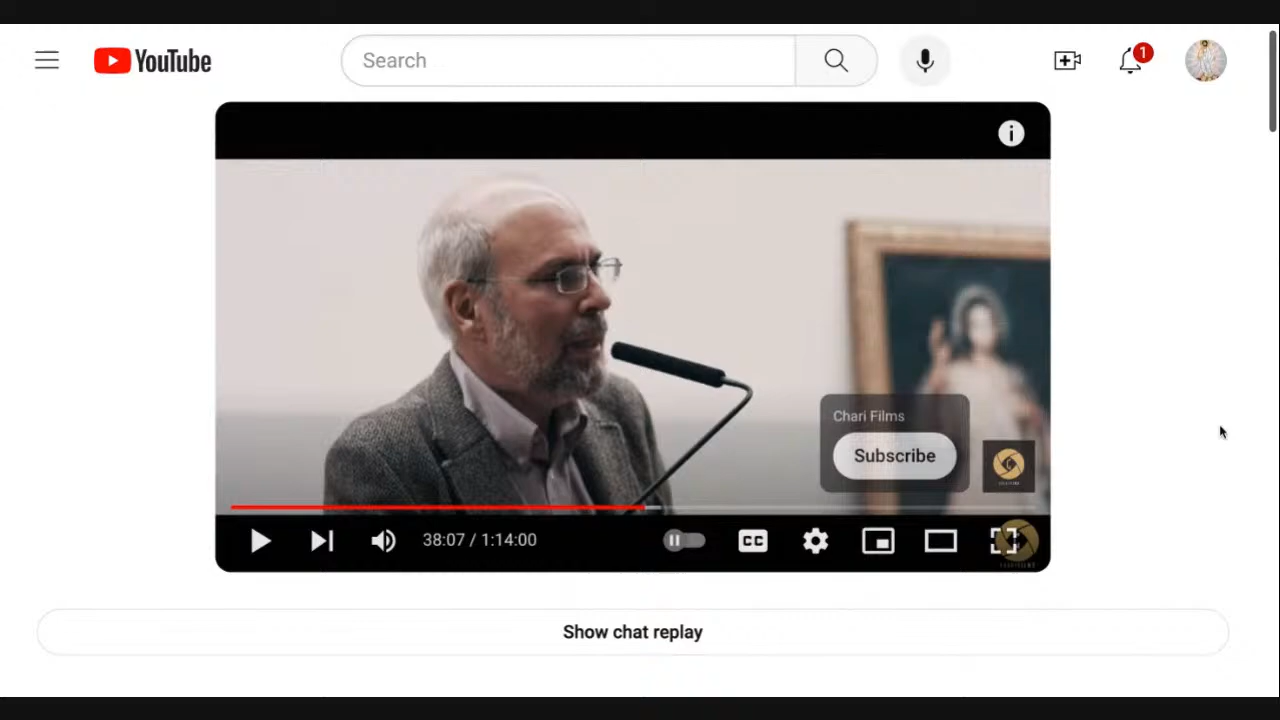 YouTube
Search
1
Chari Films
Subscribe
38:07 / 1:14:00
CC
Show chat replay